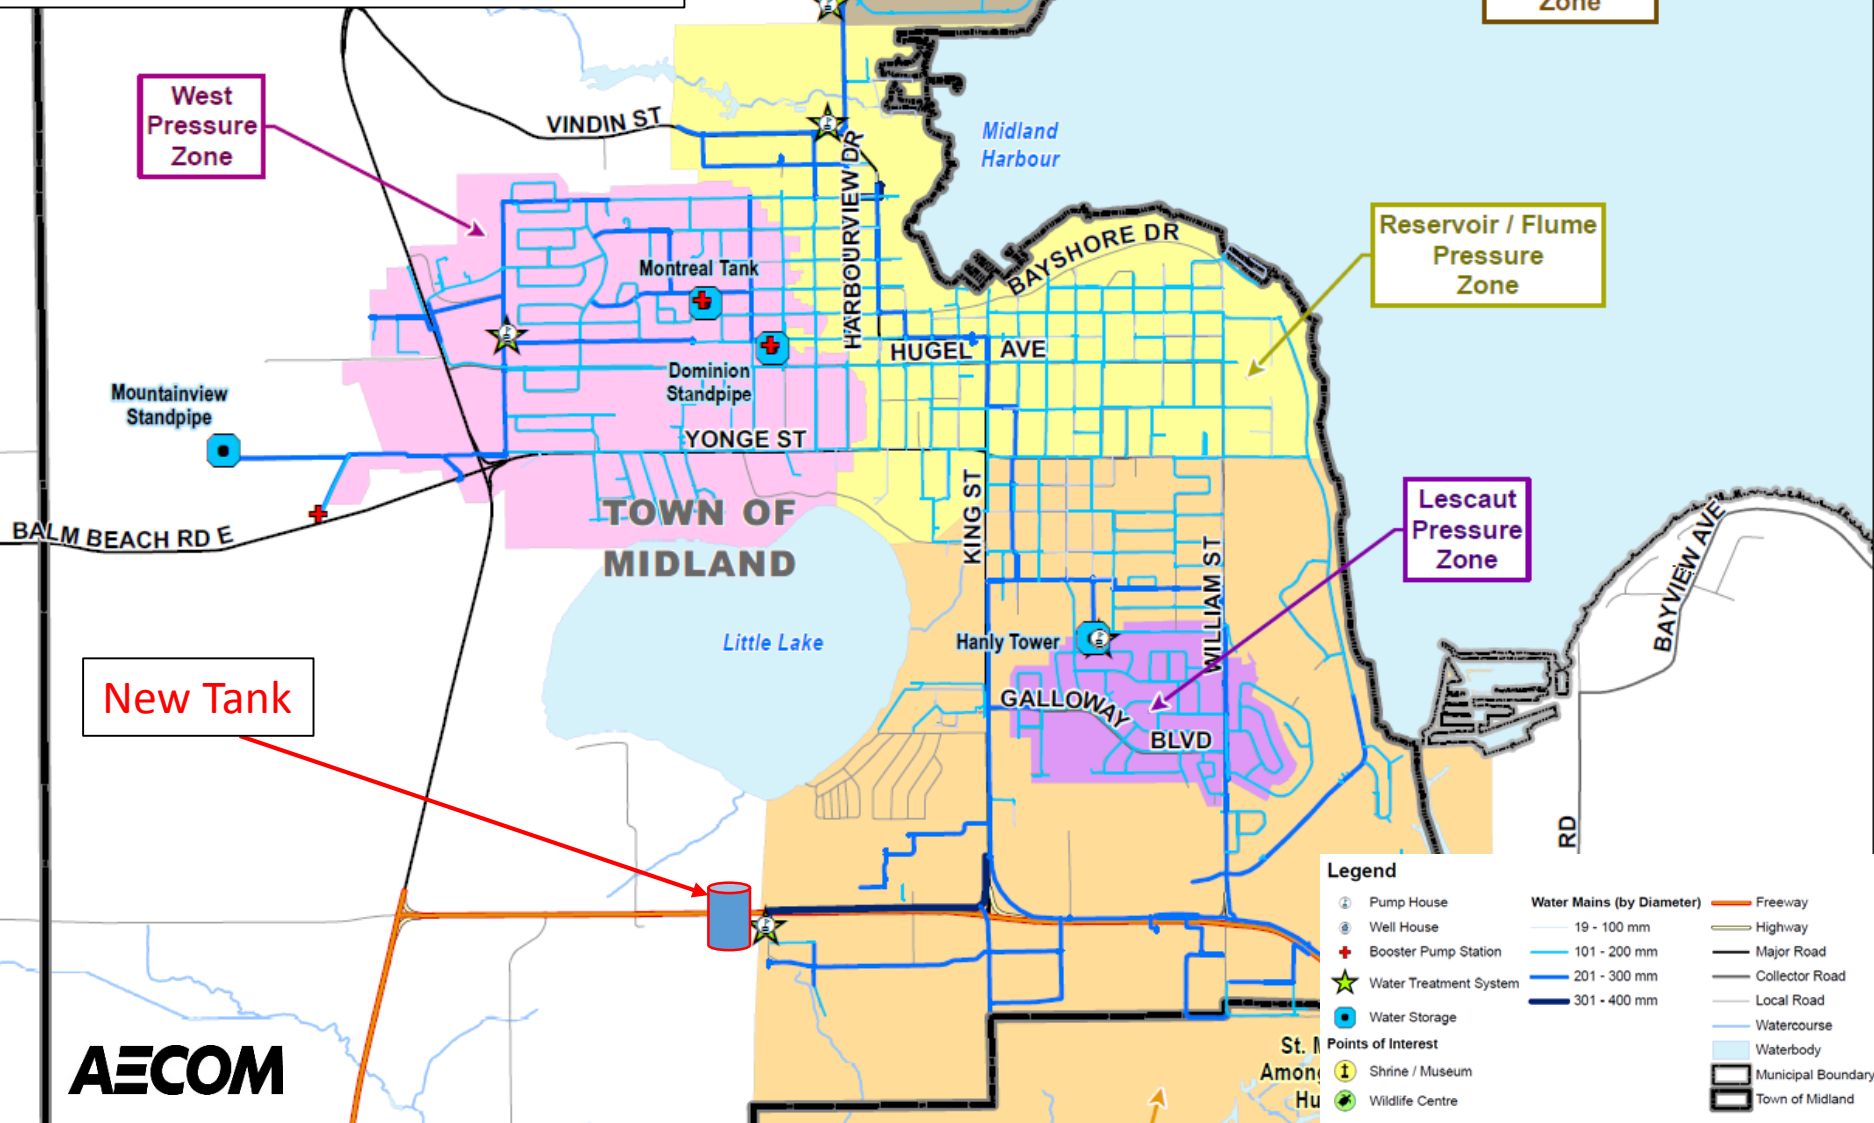 Zone
West
Pressure
Zone
VINDIN ST
Midland
Harbour
HARBOURVIEW DR
BAYSHORE DR
Reservoir / Flume
Pressure
Zone
Montreal Tank
HUGEL AVE
Dominion
Standpipe
Mountainview
Standpipe
YONGE ST
TOWN OF
MIDLAND
KING ST
BALM BEACH RD E
Lescaut
Pressure
Zone
WILLIAM ST
BAYVIEW AVE
Little Lake
Hanly Tower
New Tank
GALLOWAY
BLVD
RD
Legend
Pump House
Well House
Booster Pump Station
Water Treatment System
Water Storage
Points of Interest
Shrine / Museum
Wildlife Centre
Water Mains (by Diameter)
19 - 100 mm
101 - 200 mm
201 - 300 mm
301 - 400 mm
Freeway
Highway
Major Road
Collector Road
Local Road
Watercourse
Waterbody
Municipal Boundary
Town of Midland
St.
Among
Hu
AECOM